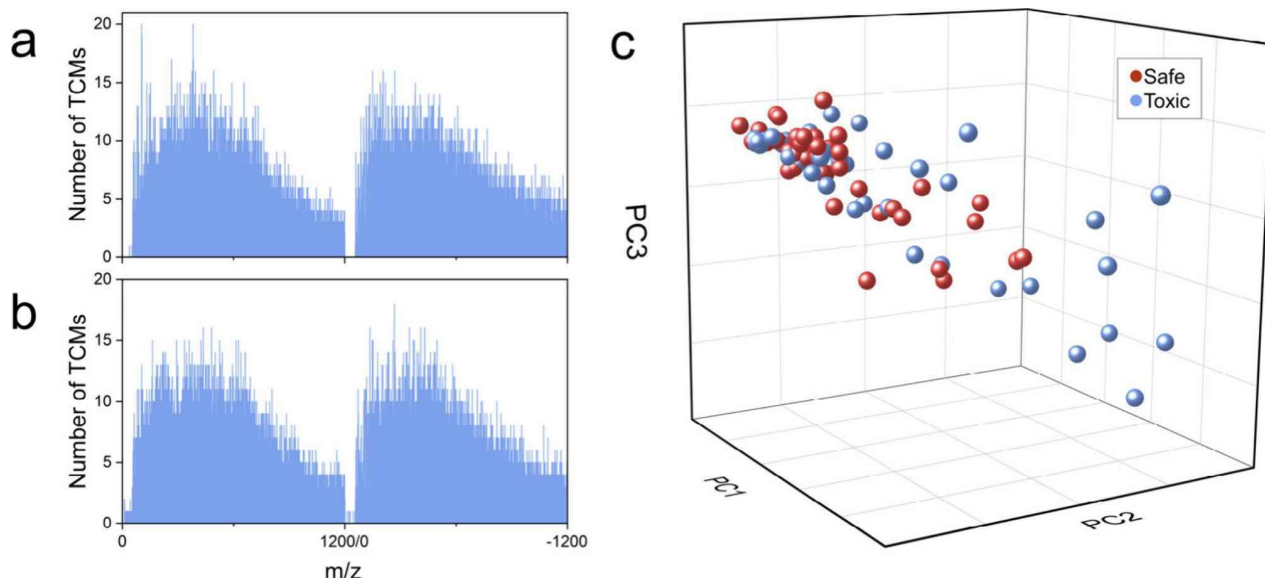 a
20
15
10
5
0
Number of TCMs
b
20
15
10
5
0
Number of TCMs
0
1200/0
-1200
m/z
c
Safe
Toxic
PC3
PC1
PC2